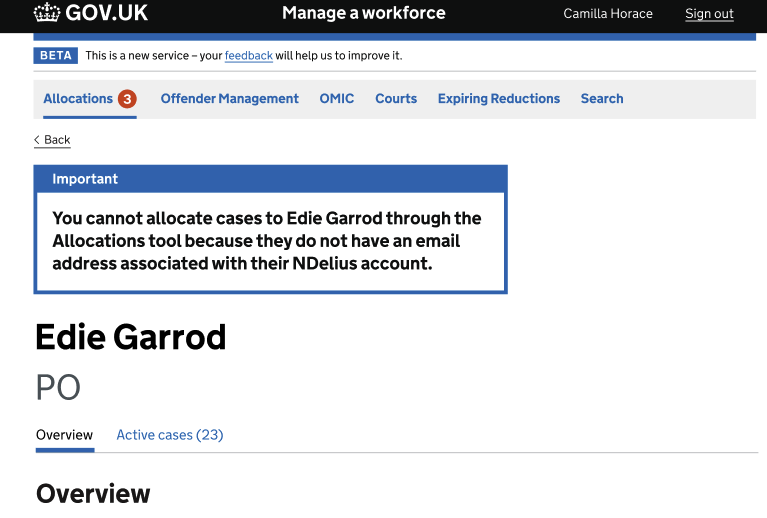 GOV.UK
Manage a workforce
Camilla Horace
Sign out
BETA This is a new service – your feedback will help us to improve it.
Allocations 3 Offender Management OMIC Courts Expiring Reductions Search
< Back
Important
You cannot allocate cases to Edie Garrod through the
Allocations tool because they do not have an email
address associated with their NDelius account.
Edie Garrod
PO
Overview Active cases (23)
Overview